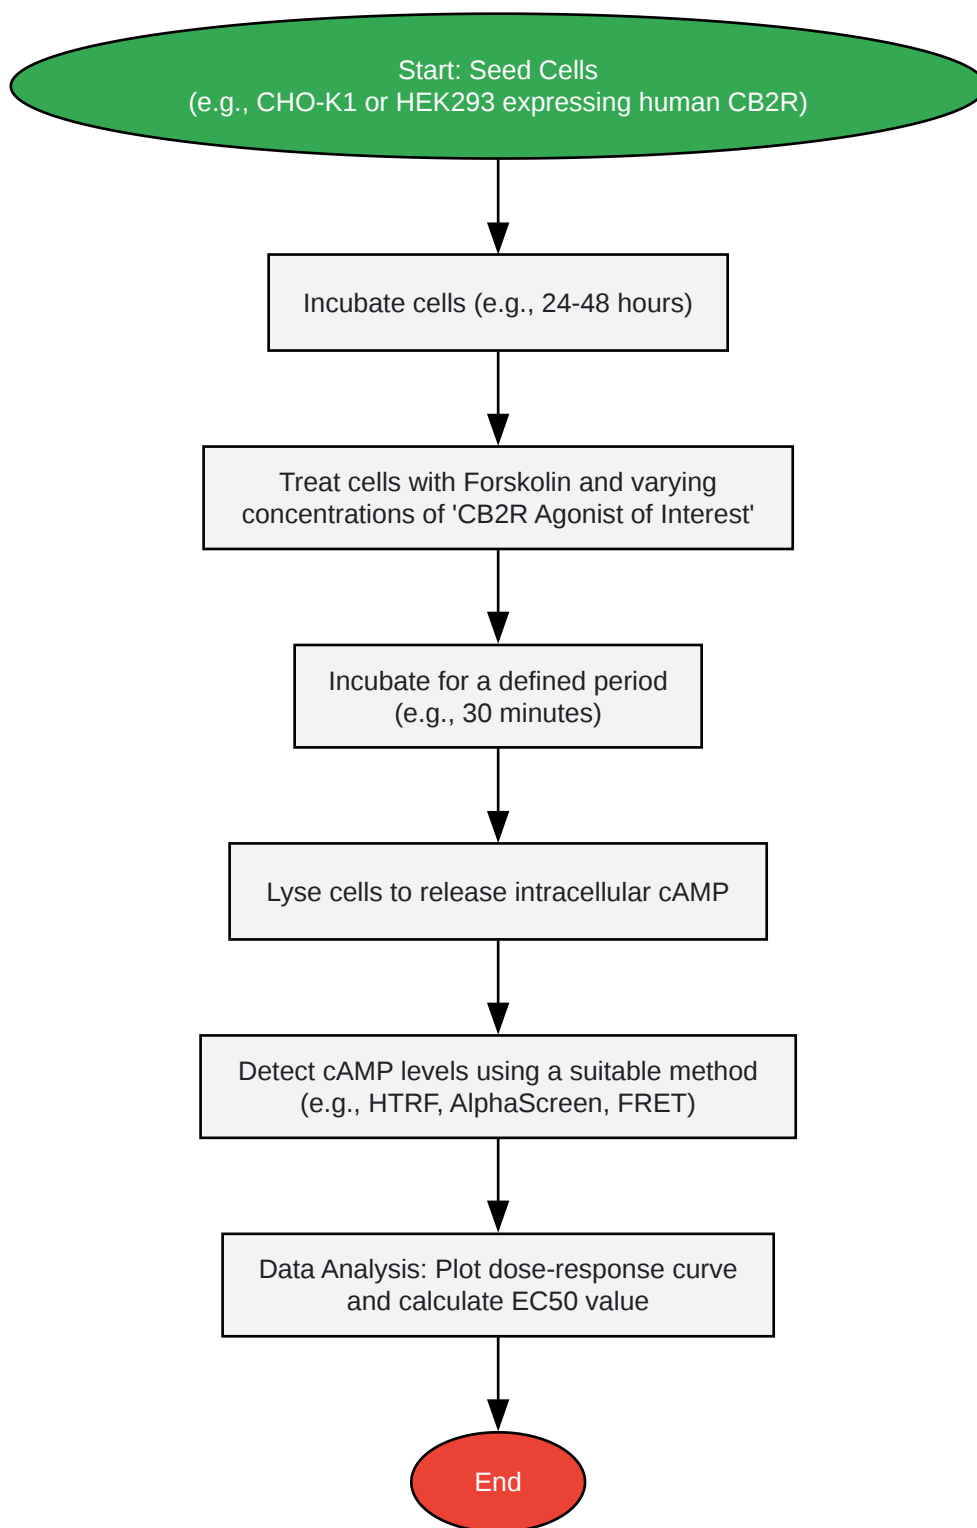 Start: Seed Cells
(e.g., CHO-K1 or HEK293 expressing human CB2R)
Incubate cells (e.g., 24-48 hours)
Treat cells with Forskolin and varying
concentrations of 'CB2R Agonist of Interest'
Incubate for a defined period
(e.g., 30 minutes)
Lyse cells to release intracellular cAMP
Detect cAMP levels using a suitable method
(e.g., HTRF, AlphaScreen, FRET)
Data Analysis: Plot dose-response curve
and calculate EC50 value
End